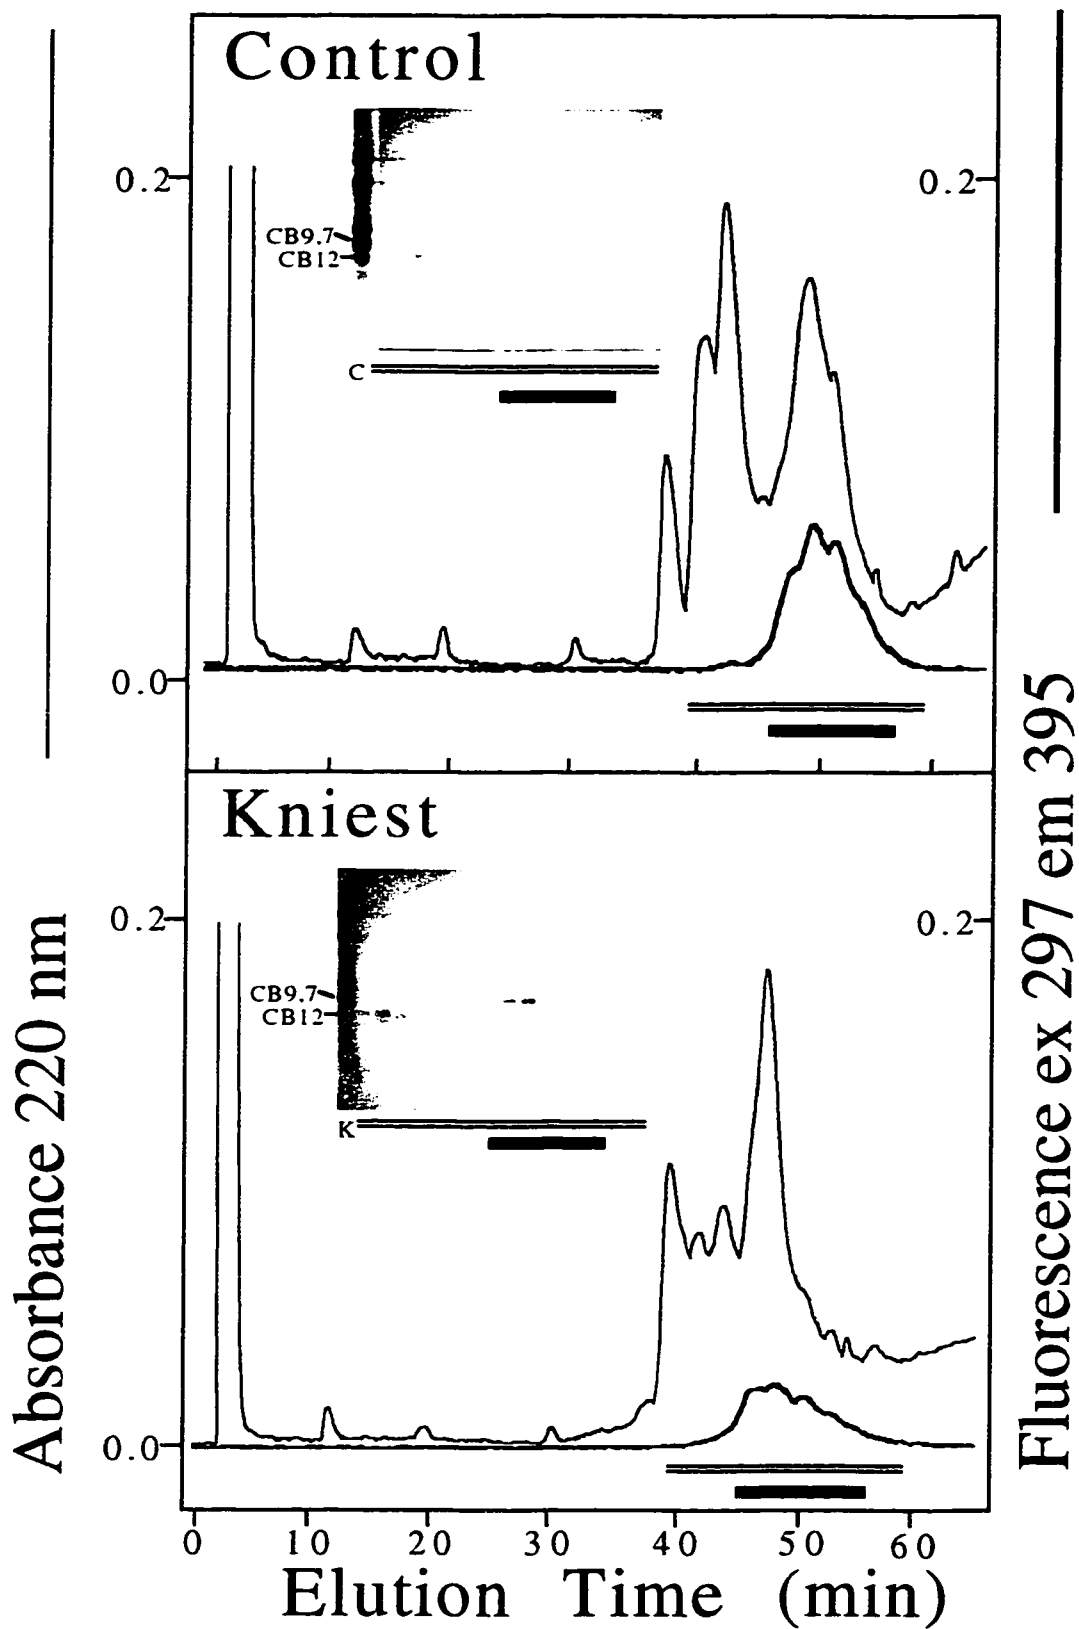 Control
0.2
0.2
CB9.7
CB12
C
0.0
Kniest
0.2
0.2
CB9.7
CB12
K
0.0
0 10 20 30 40 50 60
Elution Time (min)
Absorbance 220 nm
Fluorescence ex 297 em 395